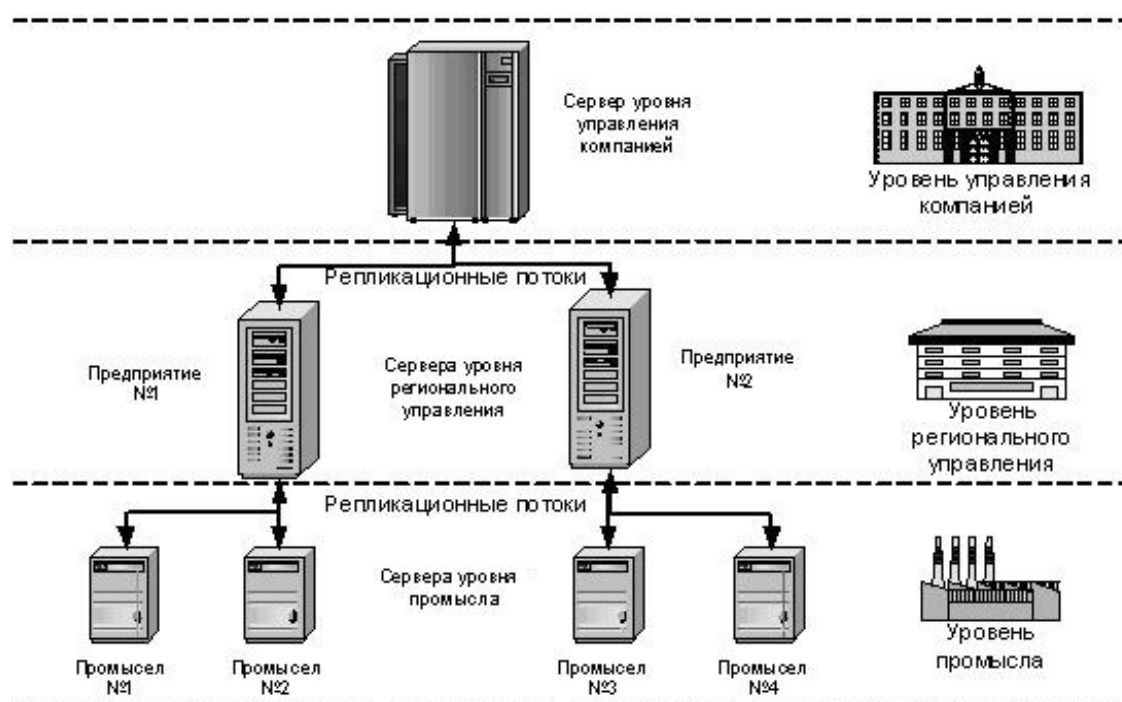 Сервер уровня
управления
компанией
Уровень управления
компанией
Репликационные потоки
Предприятие
№1
Сервера уровня
регионального
управления
Предприятие
№2
Уровень
регионального
управления
Репликационные потоки
Сервера уровня
промысла
Уровень
промысла
Промысел
№1
Промысел
№2
Промысел
№3
Промысел
№4